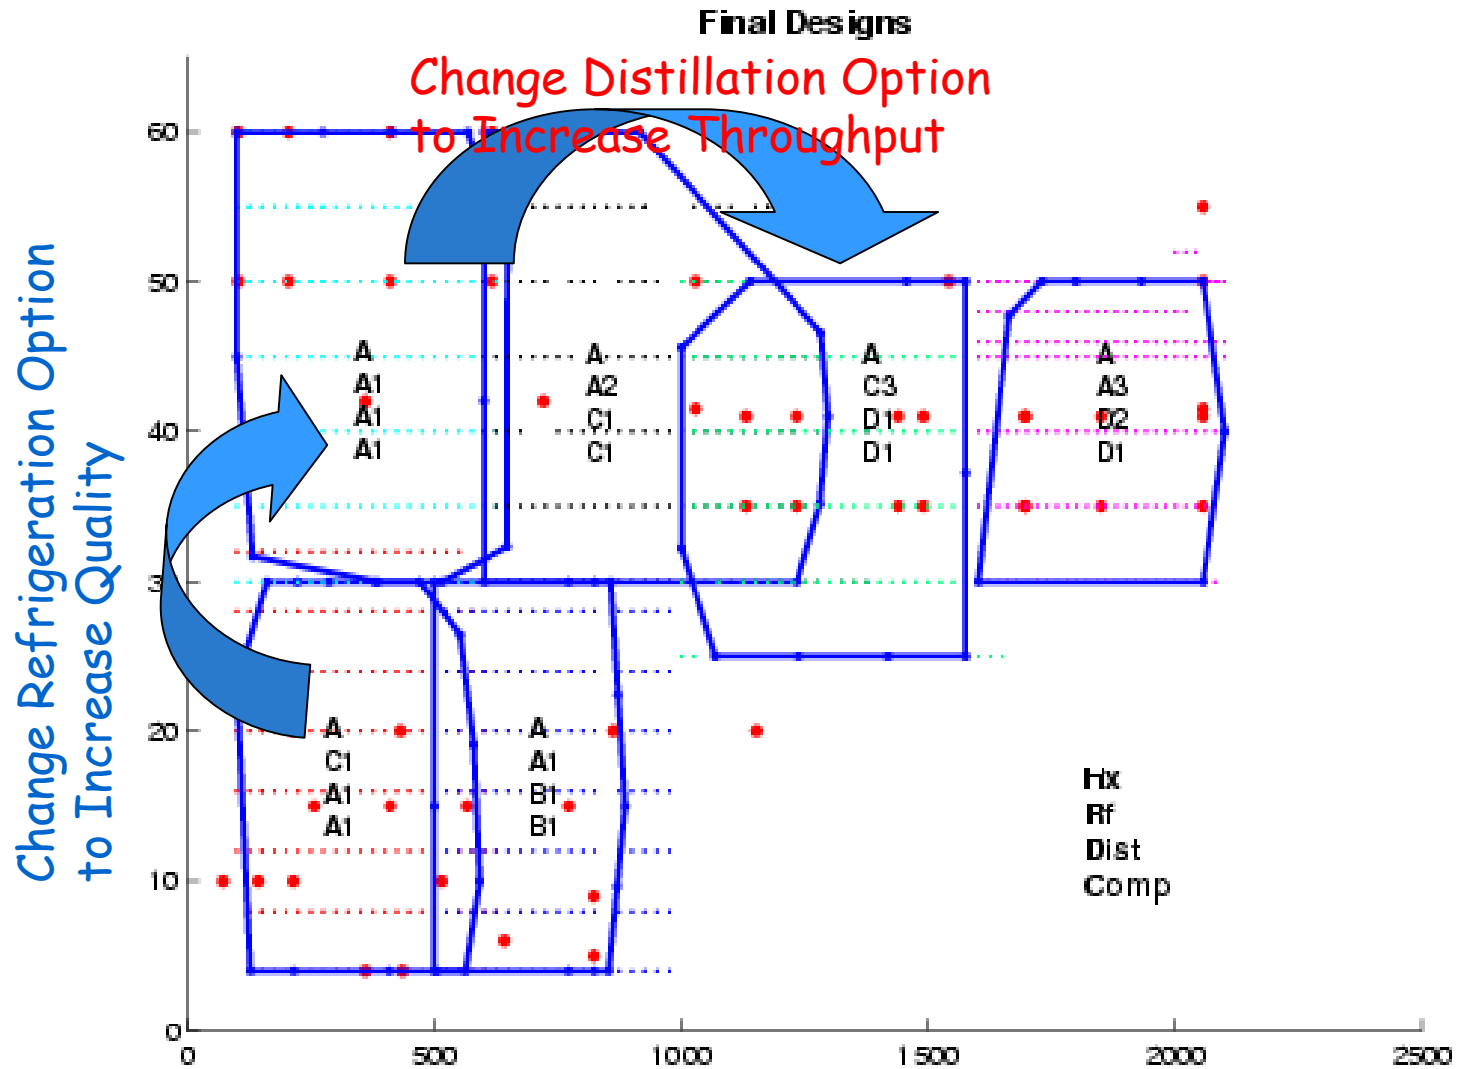 Final Designs
Change Distillation Option
to Increase Throughput
Change Refrigeration Option
to Increase Quality
60
50
40
30
20
10
0
A
A1
A1
A1
A
A2
C1
C1
A
C3
D1
D1
A
A3
D2
D1
A
C1
A1
A1
A
A1
B1
B1
Hx
Rf
Dist
Comp
0
500
1000
1500
2000
2500